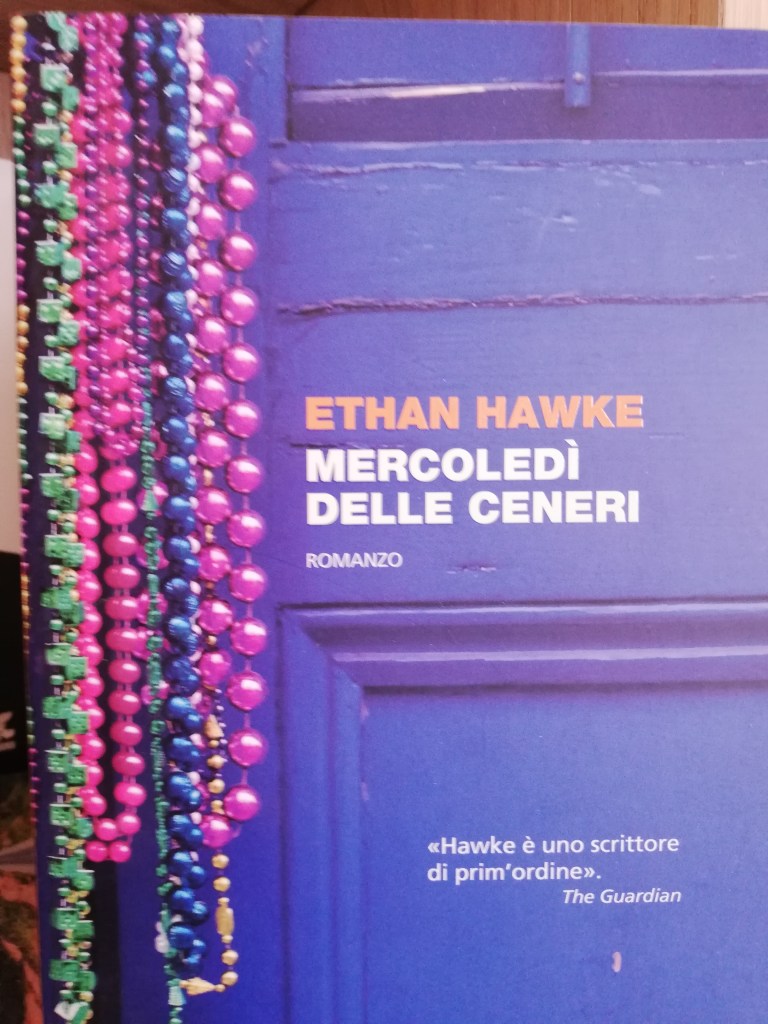 ETHAN HAWKE
MERCOLEDÌ
DELLE CENERI
ROMANZO
«Hawke è uno scrittore
di prim'ordine».
The Guardian